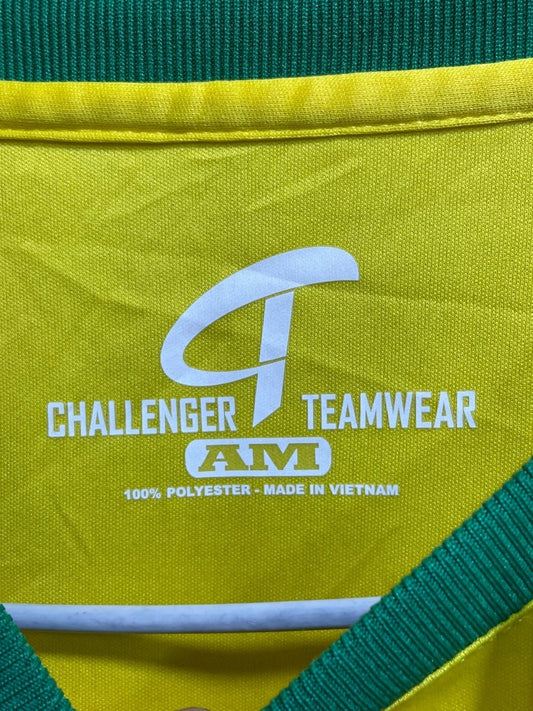 CHALLENGER TEAMWEAR
AM
100% POLYESTER - MADE IN VIETNAM